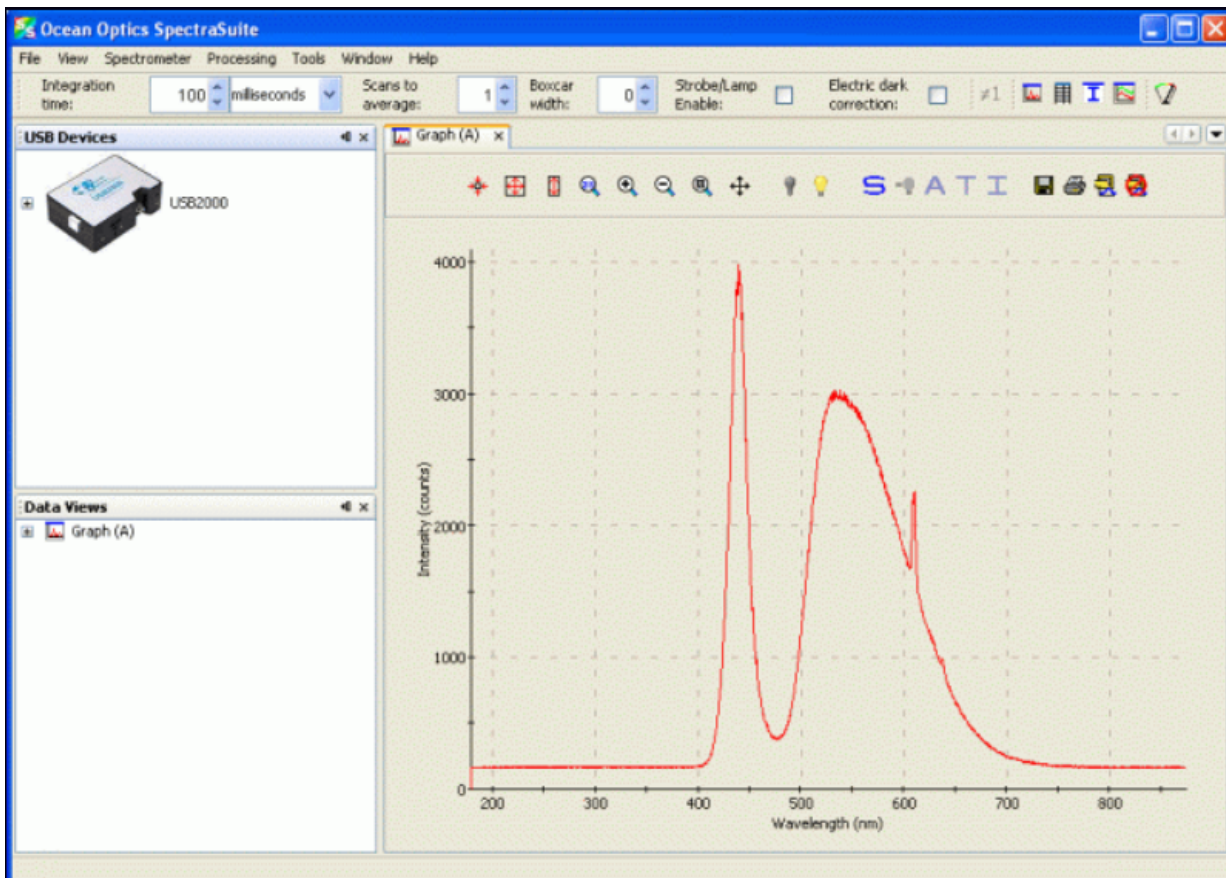 Ocean Optics SpectraSuite
File View Spectrometer Processing Tools Window Help
Integration time: 100 milliseconds Scans to average: 1 Boxcar width: 0 Strobe/Lamp Enable: Electric dark correction: ≠1
USB Devices
USB2000
Data Views
Graph (A)
Graph (A)
S A T I
Intensity (counts)
4000
3000
2000
1000
0
200 300 400 500 600 700 800
Wavelength (nm)